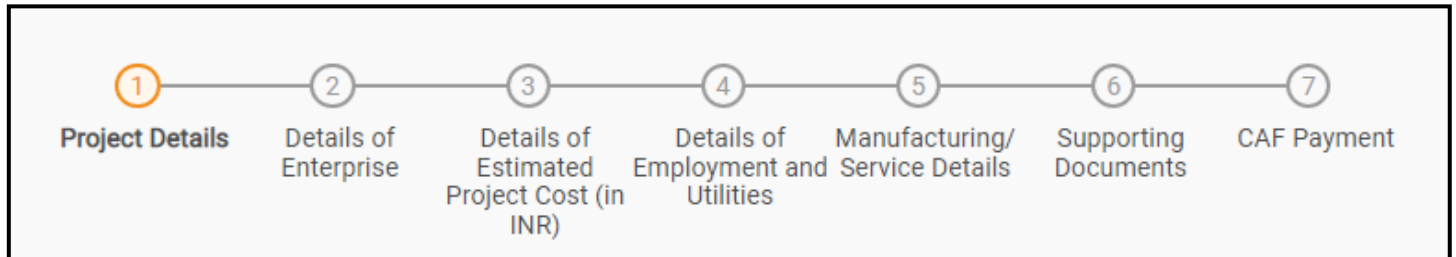 1
2
3
4
5
6
7
Project Details
Details of
Enterprise
Details of
Estimated
Project Cost (in
INR)
Details of
Employment and
Utilities
Manufacturing/
Service Details
Supporting
Documents
CAF Payment